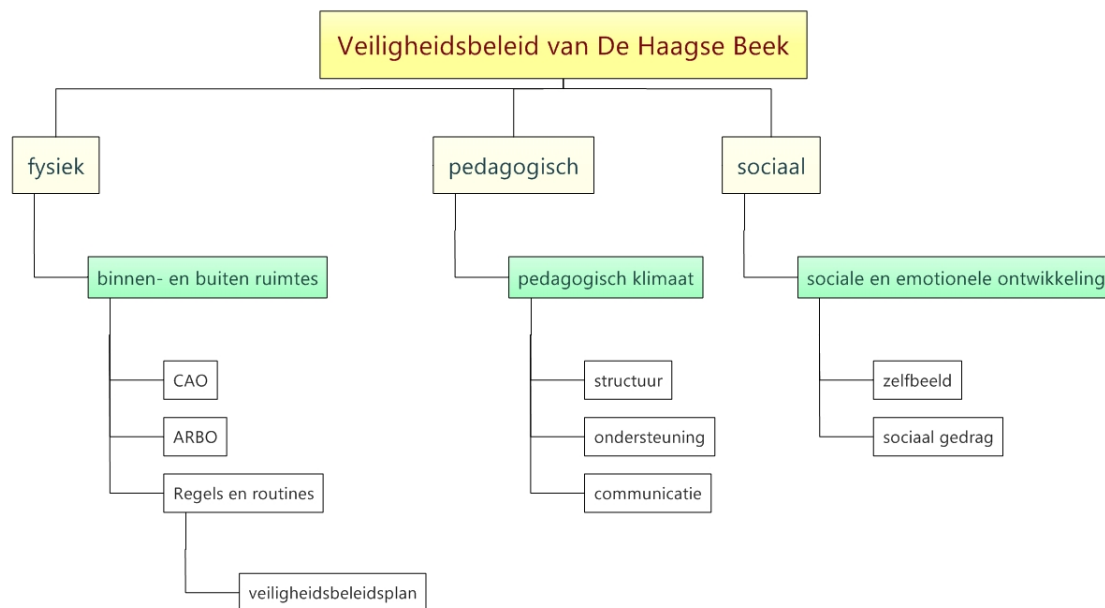 Veiligheidsbeleid van De Haagse Beek
fysiek
pedagogisch
sociaal
binnen- en buiten ruimtes
pedagogisch klimaat
sociale en emotionele ontwikkeling
CAO
structuur
zelfbeeld
ARBO
ondersteuning
sociaal gedrag
Regels en routines
communicatie
veiligheidsbeleidsplan